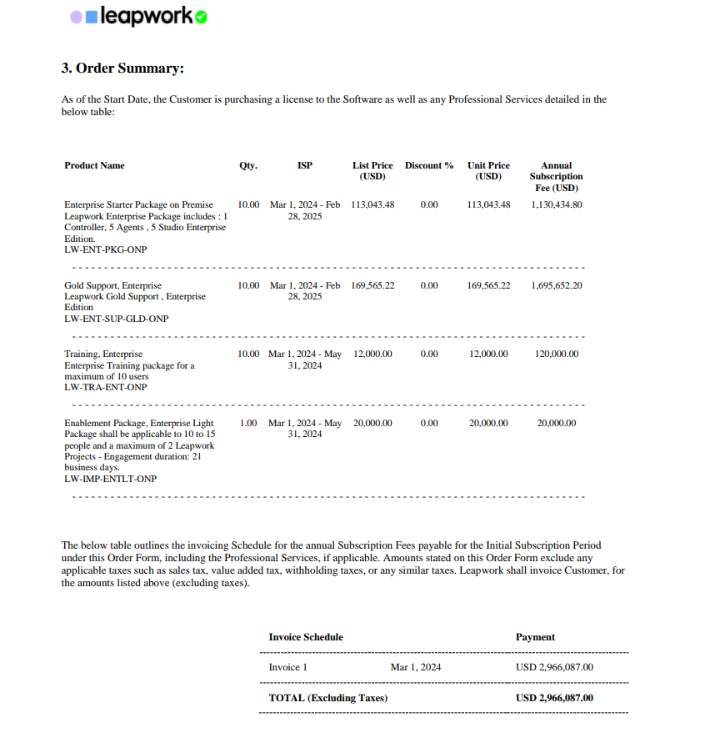 leapwork
3. Order Summary:
As of the Start Date, the Customer is purchasing a license to the Software as well as any Professional Services detailed in the
below table:
Product Name Qty. ISP List Price (USD) Discount % Unit Price (USD) Annual Subscription Fee (USD)
Enterprise Starter Package on Premise 10.00 Mar 1, 2024 - Feb 113,043.48 0.00 113,043.48 1,130,434.80
Leapwork Enterprise Package includes : 1 28, 2025
Controller, 5 Agents , 5 Studio Enterprise
Edition.
LW-ENT-PKG-ONP
Gold Support, Enterprise 10.00 Mar 1, 2024 - Feb 169,565.22 0.00 169,565.22 1,695,652.20
Leapwork Gold Support , Enterprise 28, 2025
Edition
LW-ENT-SUP-GLD-ONP
Training, Enterprise 10.00 Mar 1, 2024 - May 12,000.00 0.00 12,000.00 120,000.00
Enterprise Training package for a 31, 2024
maximum of 10 users
LW-TRA-ENT-ONP
Enablement Package, Enterprise Light 1.00 Mar 1, 2024 - May 20,000.00 0.00 20,000.00 20,000.00
Package shall be applicable to 10 to 15 31, 2024
people and a maximum of 2 Leapwork
Projects - Engagement duration: 21
business days.
LW-IMP-ENTLT-ONP
The below table outlines the invoicing Schedule for the annual Subscription Fees payable for the Initial Subscription Period
under this Order Form, including the Professional Services, if applicable. Amounts stated on this Order Form exclude any
applicable taxes such as sales tax, value added tax, withholding taxes, or any similar taxes. Leapwork shall invoice Customer, for
the amounts listed above (excluding taxes).
Invoice Schedule Payment
Invoice 1 Mar 1, 2024 USD 2,966,087.00
TOTAL (Excluding Taxes) USD 2,966,087.00